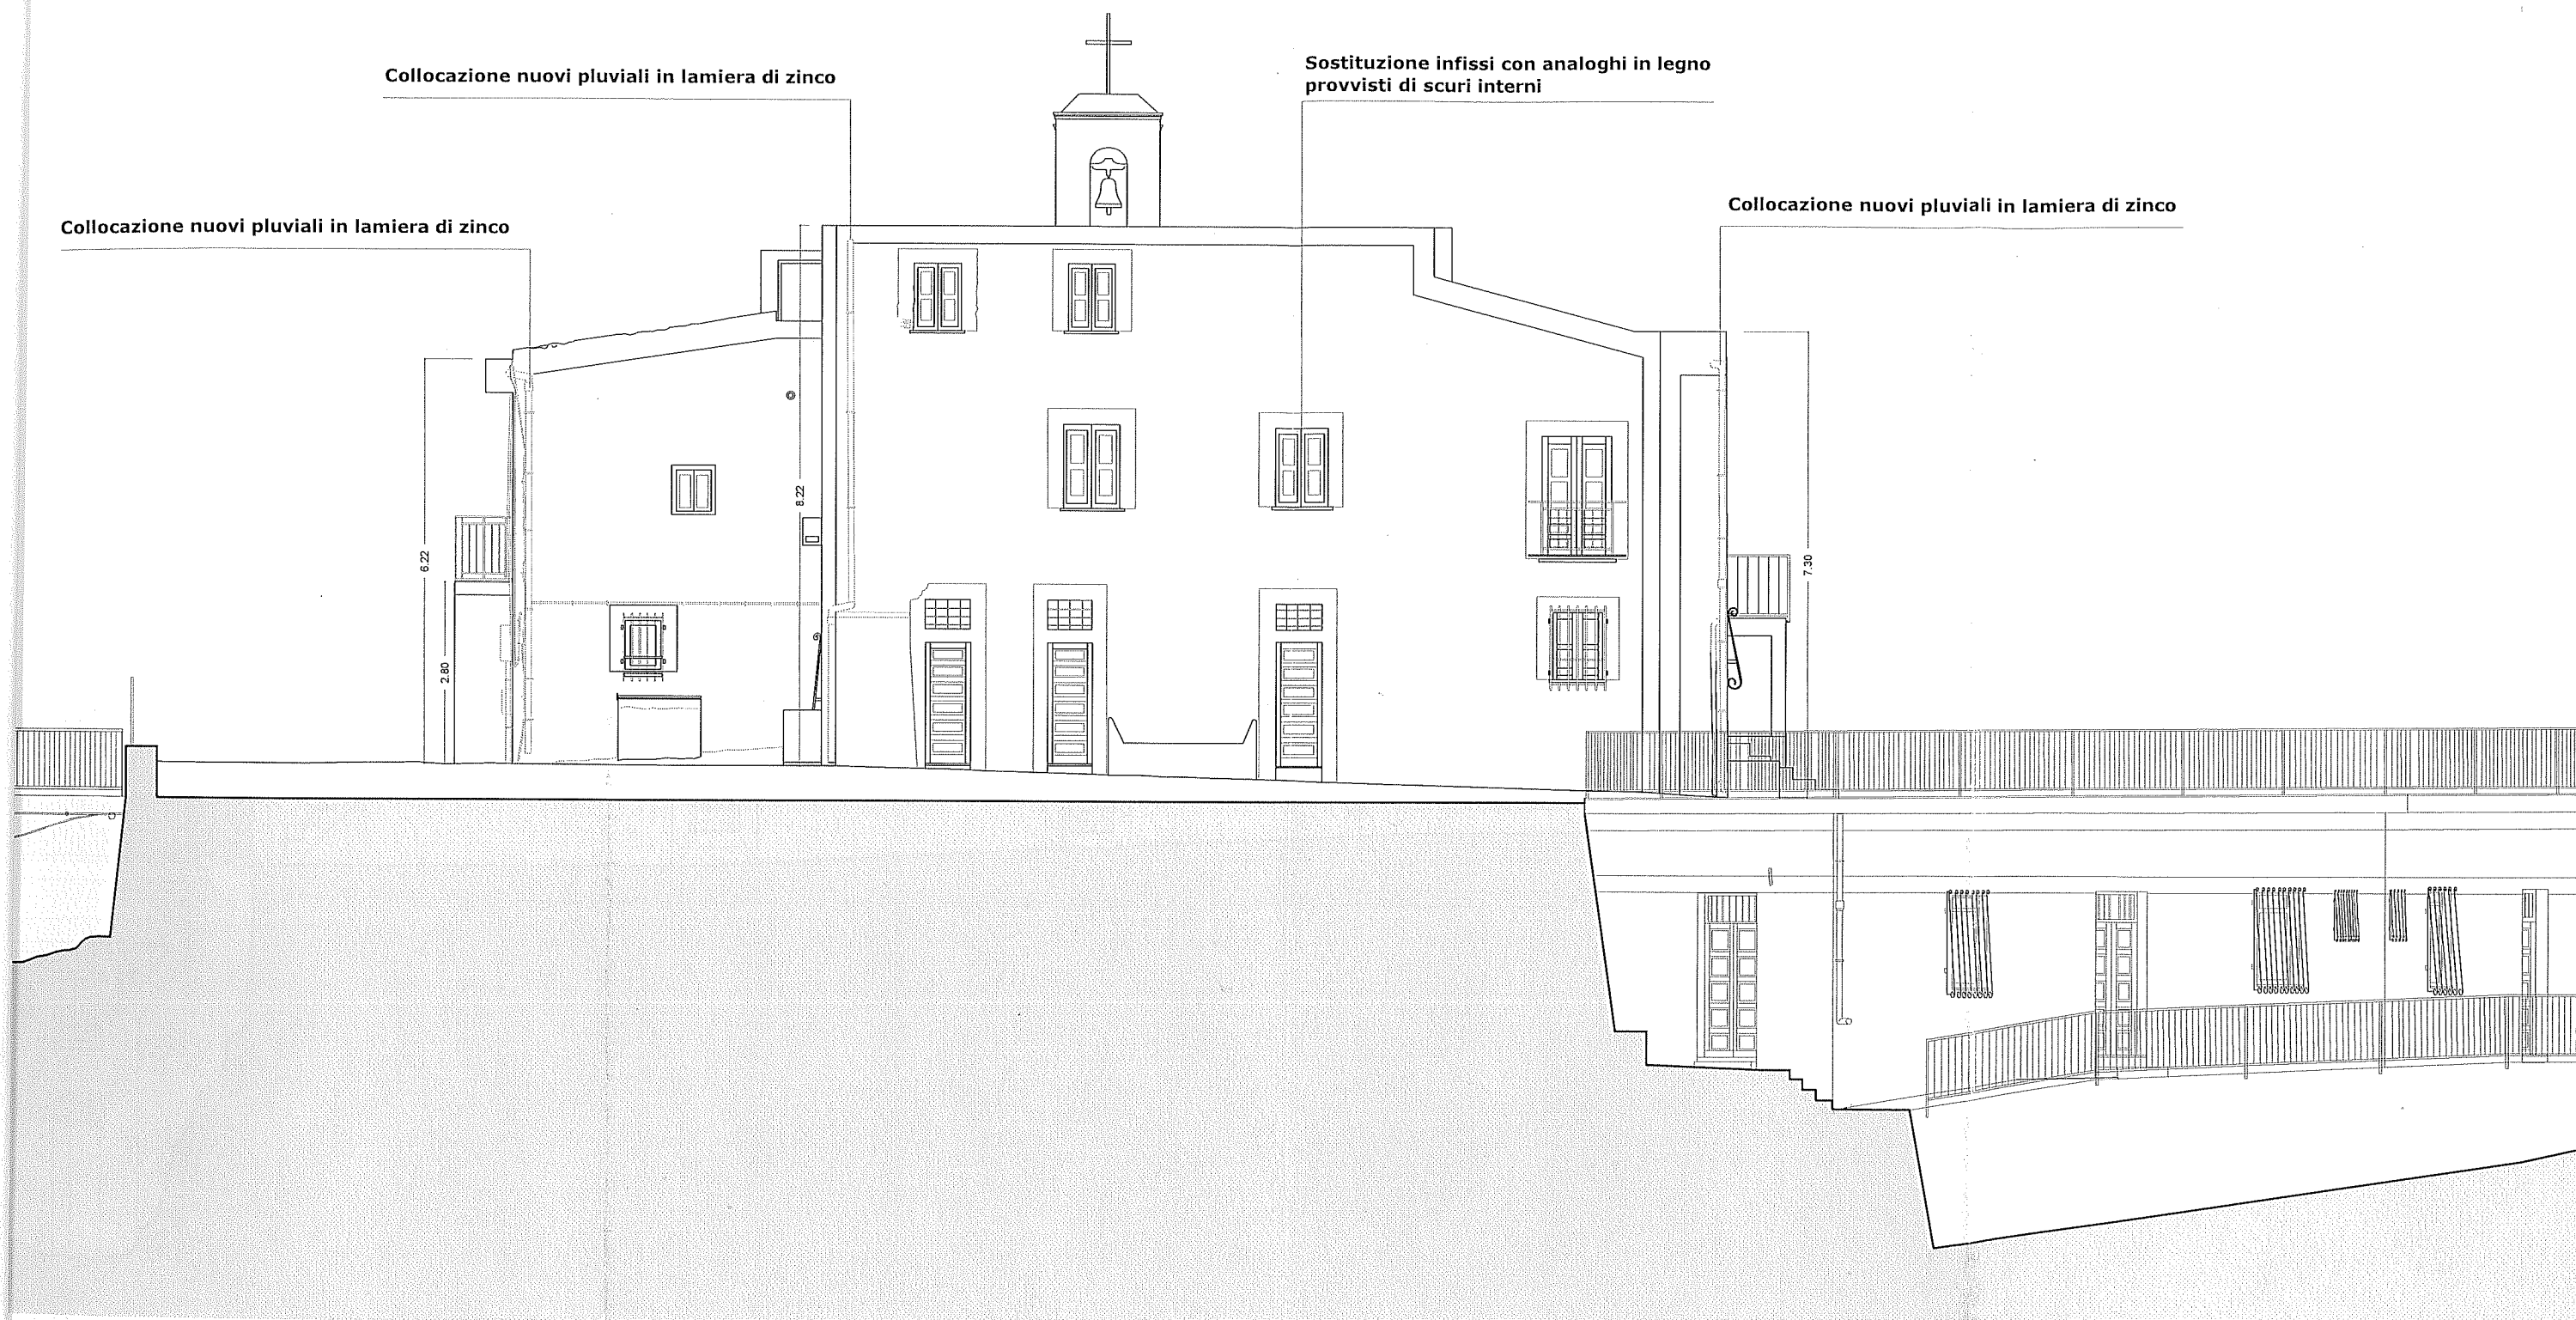 Collocazione nuovi pluviali in lamiera di zinco
Sostituzione infissi con analoghi in legno
provvisti di scuri interni
Collocazione nuovi pluviali in lamiera di zinco
Collocazione nuovi pluviali in lamiera di zinco
6.22
2.80
8.22
7.30